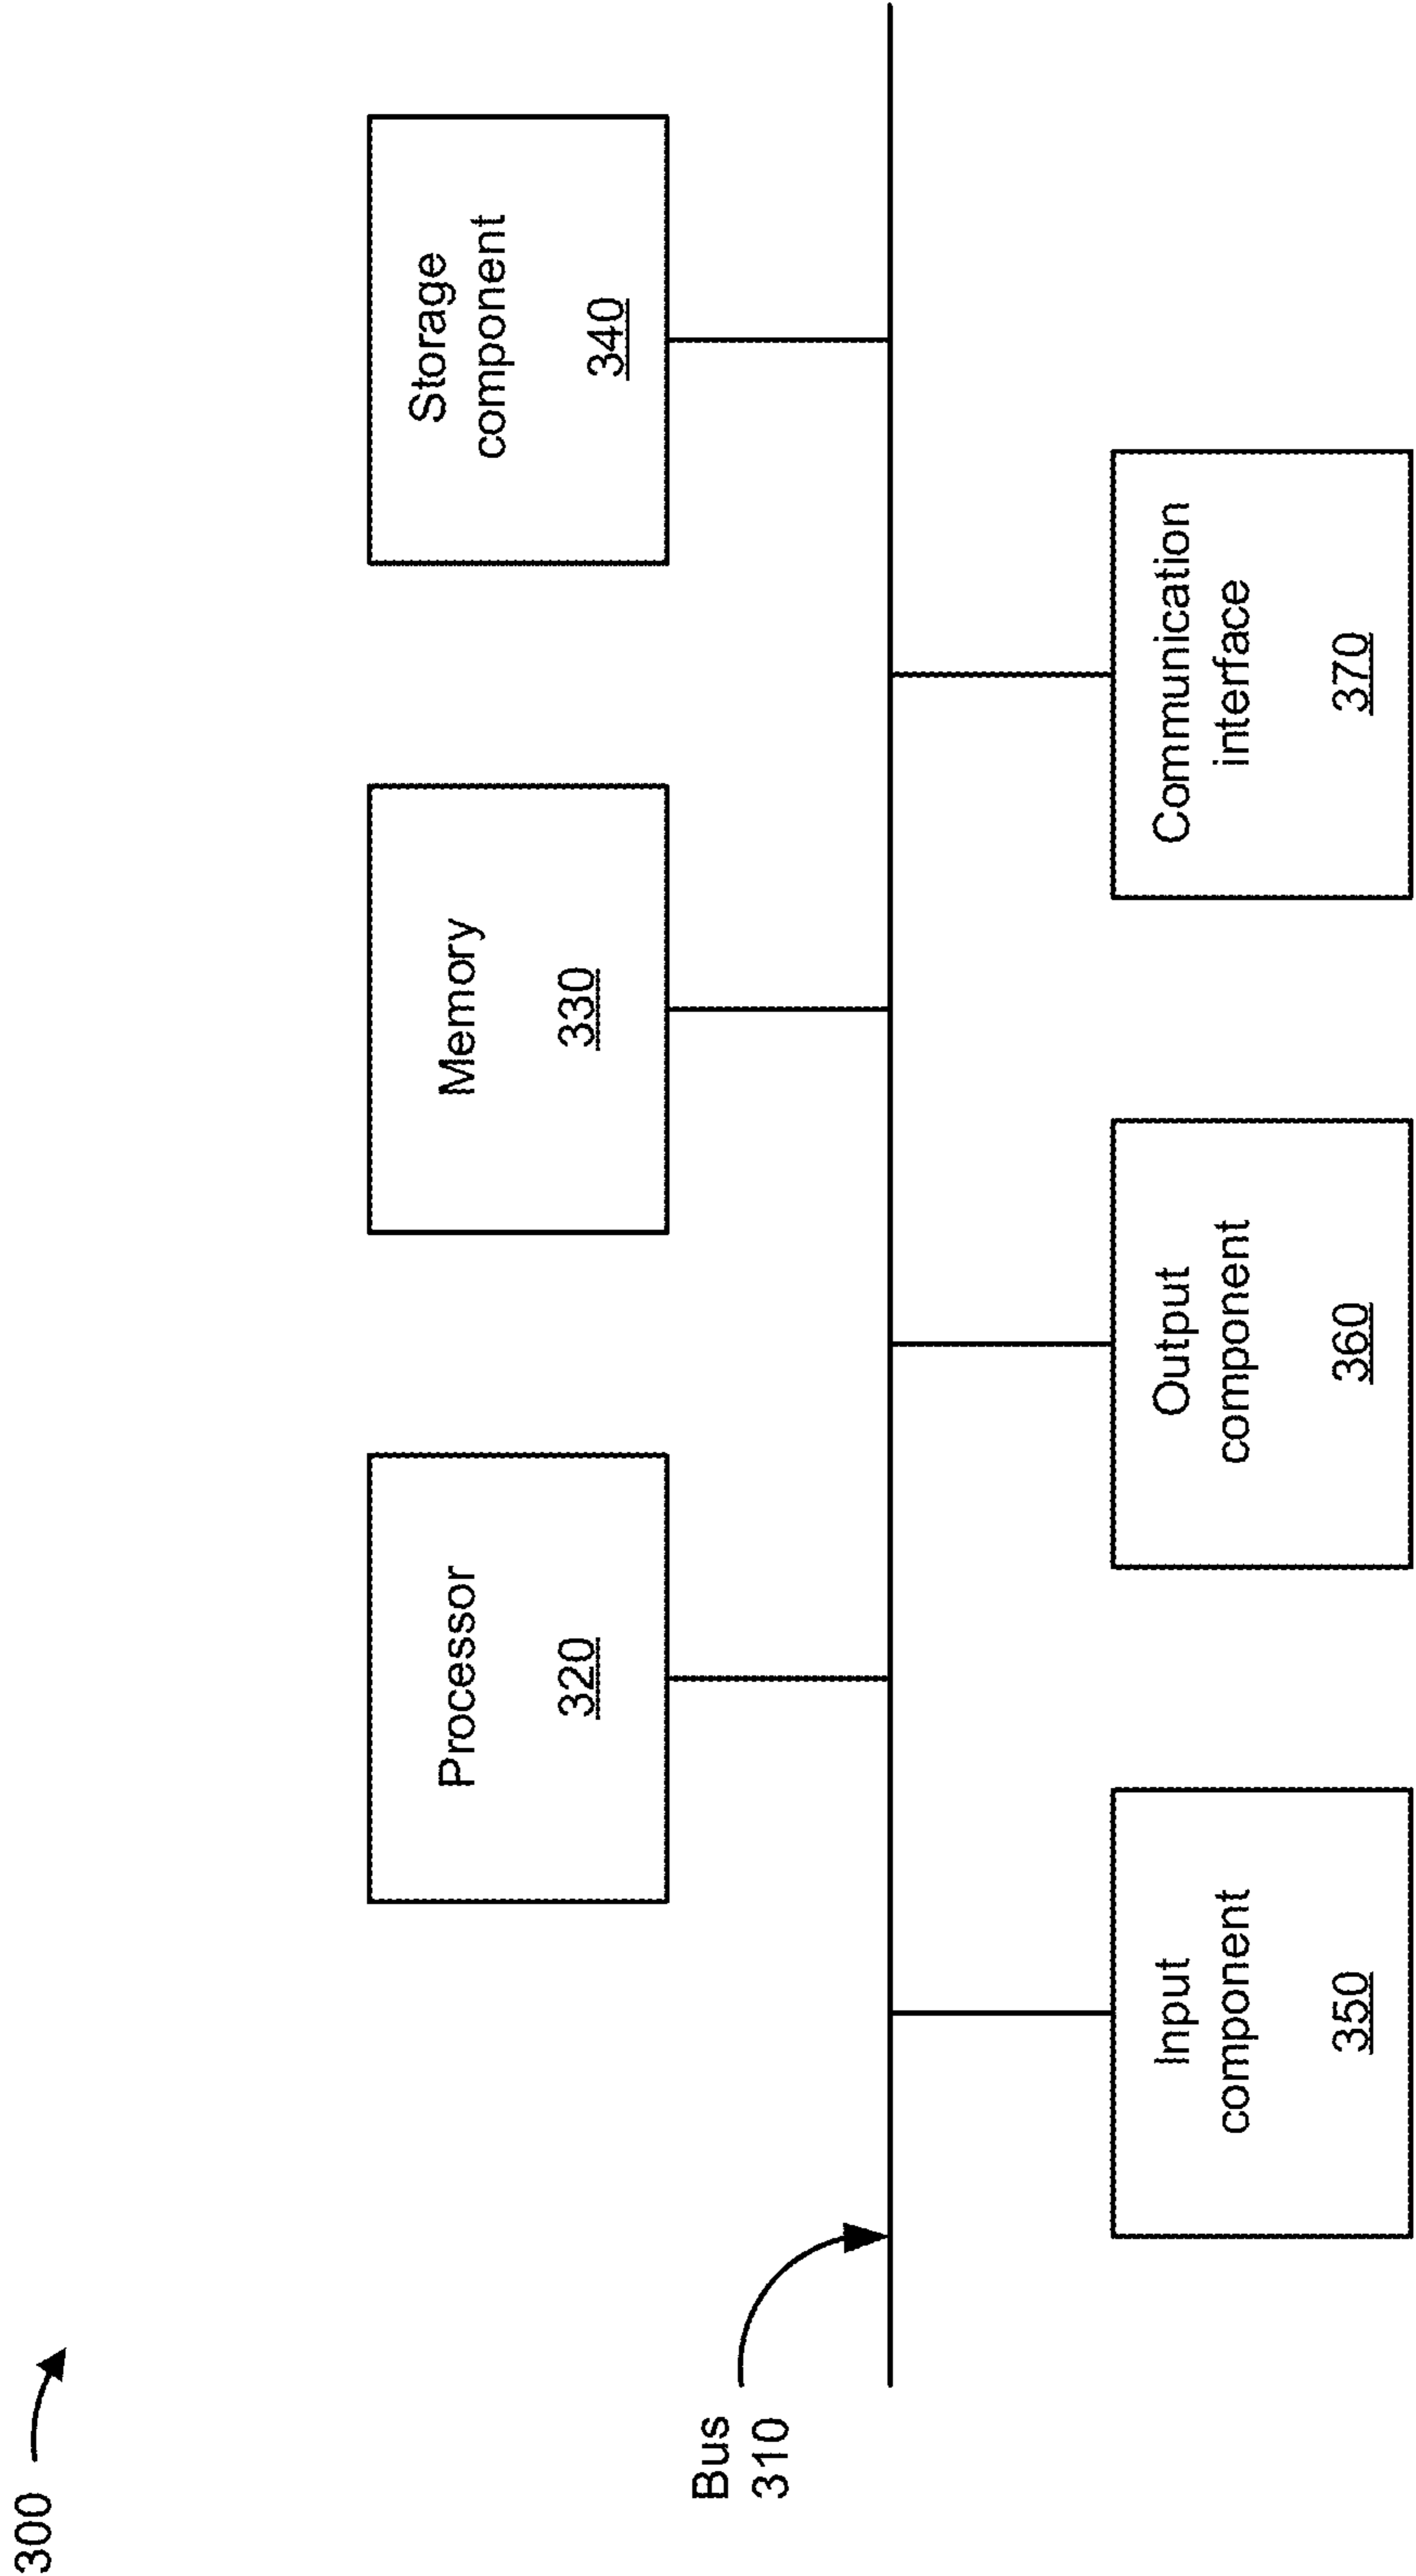 300
Processor
320
Memory
330
Storage
component
340
Bus
310
Input
component
350
Output
component
360
Communication
interface
370